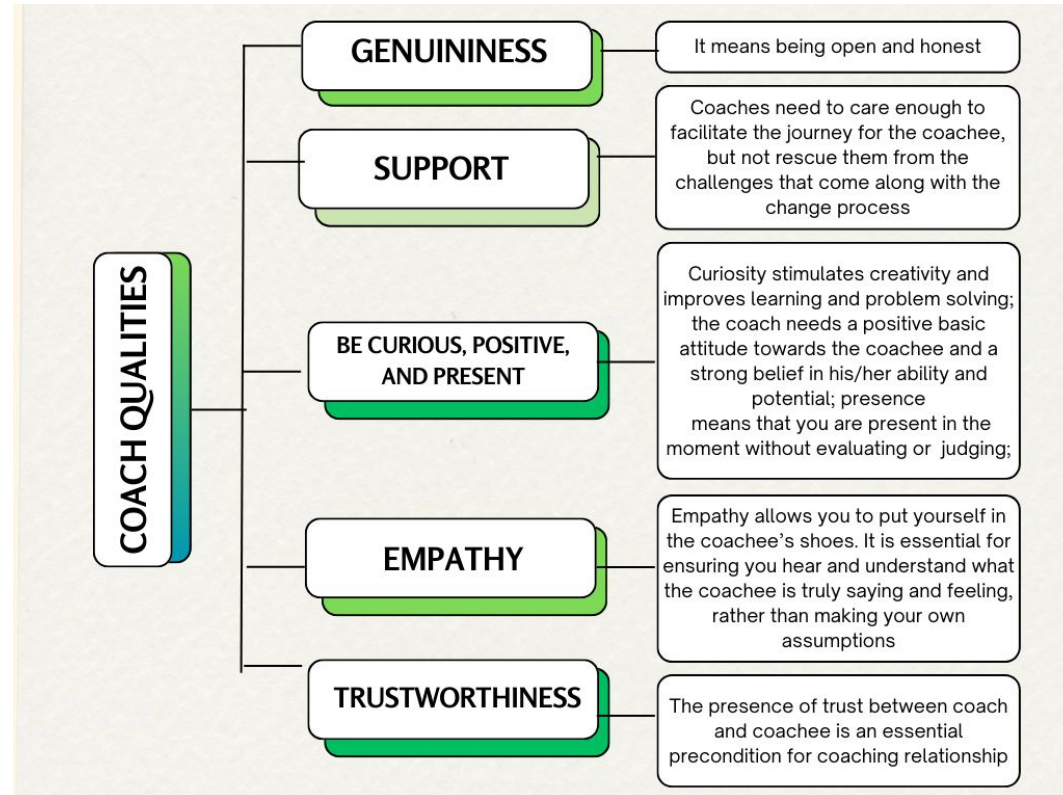 COACH QUALITIES
GENUININESS
It means being open and honest
SUPPORT
Coaches need to care enough to
facilitate the journey for the coachee,
but not rescue them from the
challenges that come along with the
change process
BE CURIOUS, POSITIVE,
AND PRESENT
Curiosity stimulates creativity and
improves learning and problem solving;
the coach needs a positive basic
attitude towards the coachee and a
strong belief in his/her ability and
potential; presence
means that you are present in the
moment without evaluating or judging;
EMPATHY
Empathy allows you to put yourself in
the coachee's shoes. It is essential for
ensuring you hear and understand what
the coachee is truly saying and feeling,
rather than making your own
assumptions
TRUSTWORTHINESS
The presence of trust between coach
and coachee is an essential
precondition for coaching relationship